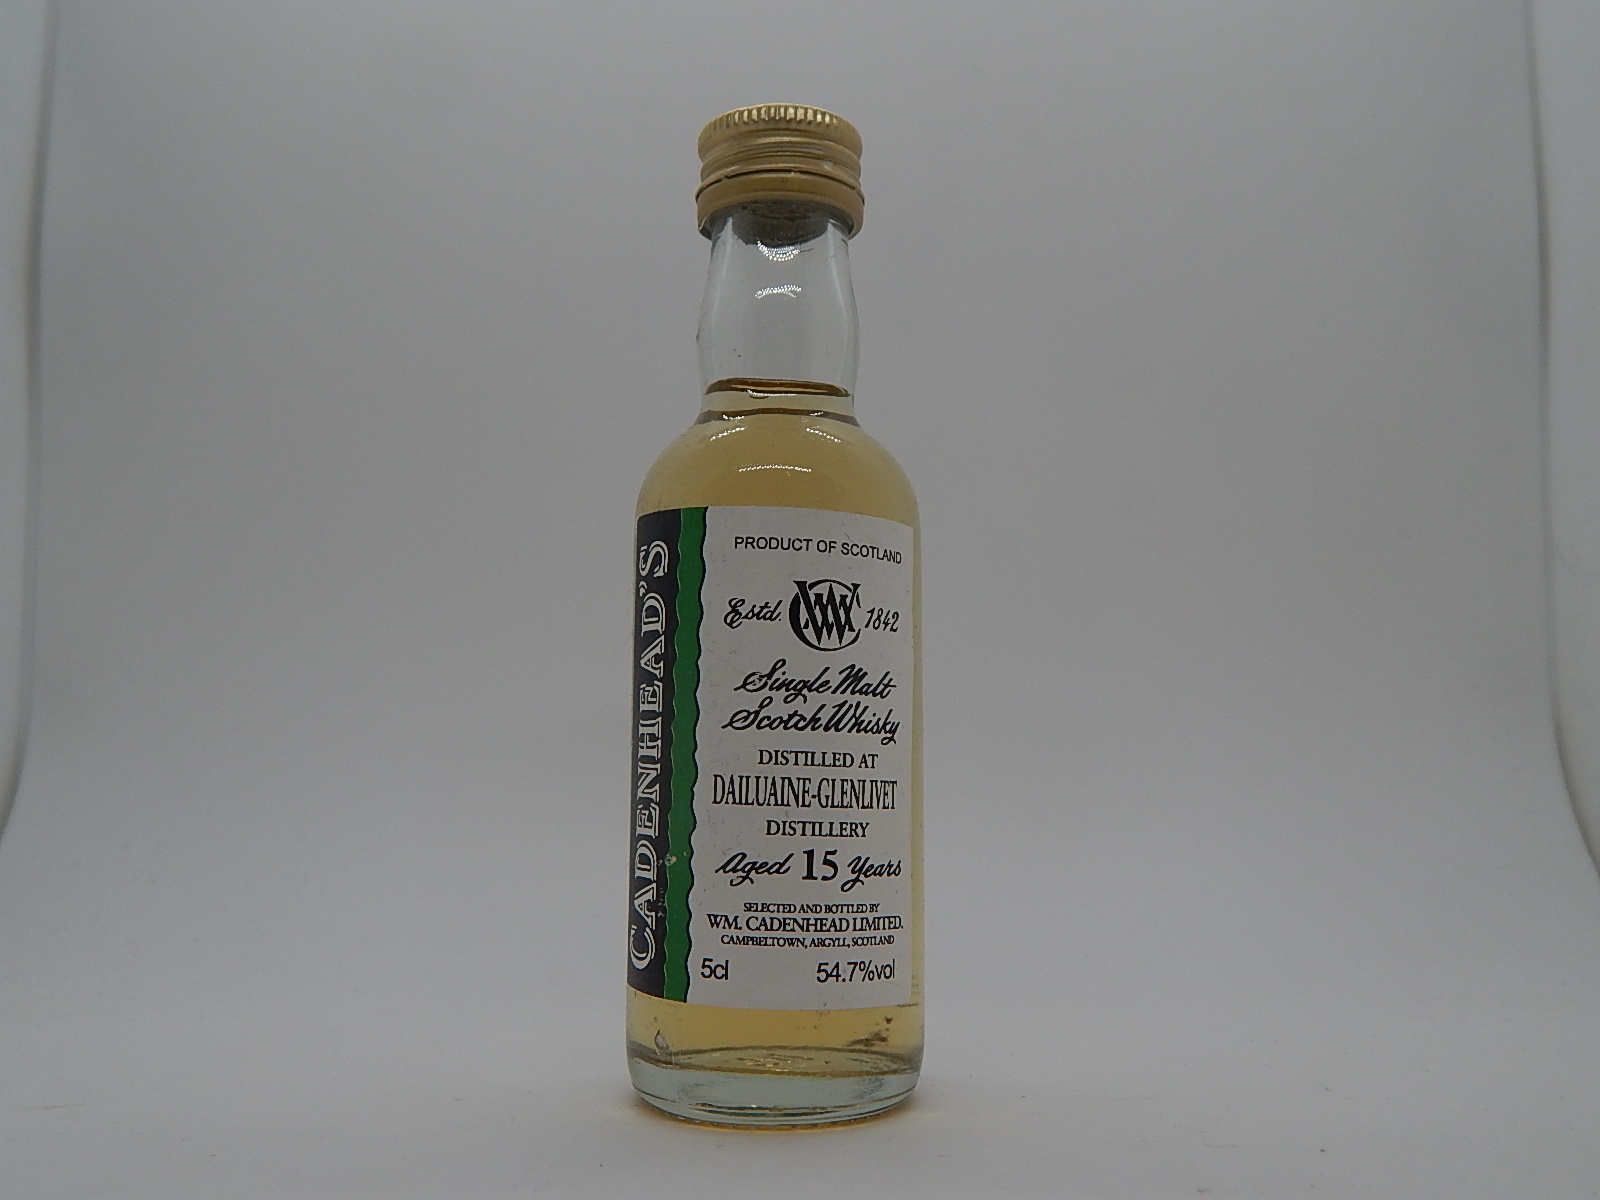 CADENHEAD'S
PRODUCT OF SCOTLAND
Estd. WC 1842
Single Malt
Scotch Whisky
DISTILLED AT
DAILUAINE-GLENLIVET
DISTILLERY
Aged 15 Years
SELECTED AND BOTTLED BY
WM. CADENHEAD LIMITED.
CAMPBELTOWN, ARGYLL, SCOTLAND
5cl 54.7%vol